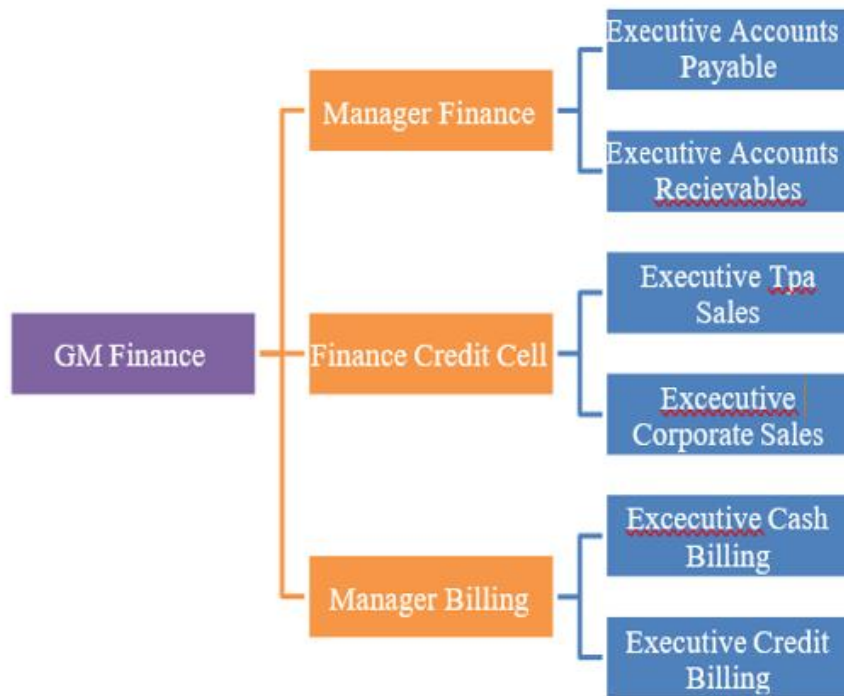 GM Finance
Manager Finance
Executive Accounts
Payable
Executive Accounts
Recievables
Finance Credit Cell
Executive Tpa
Sales
Excecutive
Corporate Sales
Manager Billing
Excecutive Cash
Billing
Executive Credit
Billing